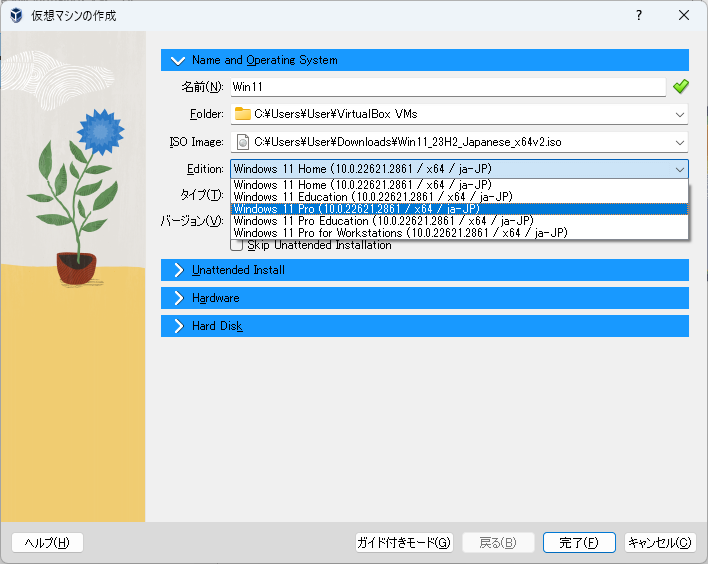 仮想マシンの作成
? ×
Name and Operating System
名前(N): Win11
Folder: C:¥Users¥User¥VirtualBox VMs
ISO Image: C:¥Users¥User¥Downloads¥Win11_23H2_Japanese_x64v2.iso
Edition: Windows 11 Home (10.0.22621.2861 / x64 / ja-JP)
Windows 11 Home (10.0.22621.2861 / x64 / ja-JP)
タイプ(T): Windows 11 Education (10.0.22621.2861 / x64 / ja-JP)
Windows 11 Pro (10.0.22621.2861 / x64 / ja-JP)
バージョン(V): Windows 11 Pro Education (10.0.22621.2861 / x64 / ja-JP)
Windows 11 Pro for Workstations (10.0.22621.2861 / x64 / ja-JP)
Skip Unattended Installation
Unattended Install
Hardware
Hard Disk
ヘルプ(H) ガイド付きモード(G) 戻る(B) 完了(F) キャンセル(C)